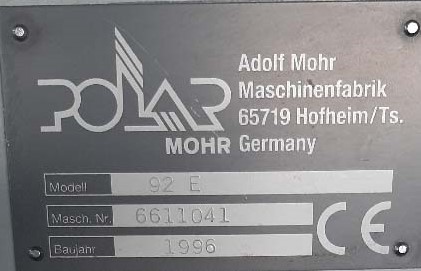 POLAR
MOHR
Adolf Mohr
Maschinenfabrik
65719 Hofheim/Ts.
Germany
Modell 92 E
Masch. Nr. 6611041
Baujahr 1996
CE